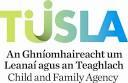 TUSLA
An Ghníomhaireacht um
Leanaí agus an Teaghlach
Child and Family Agency